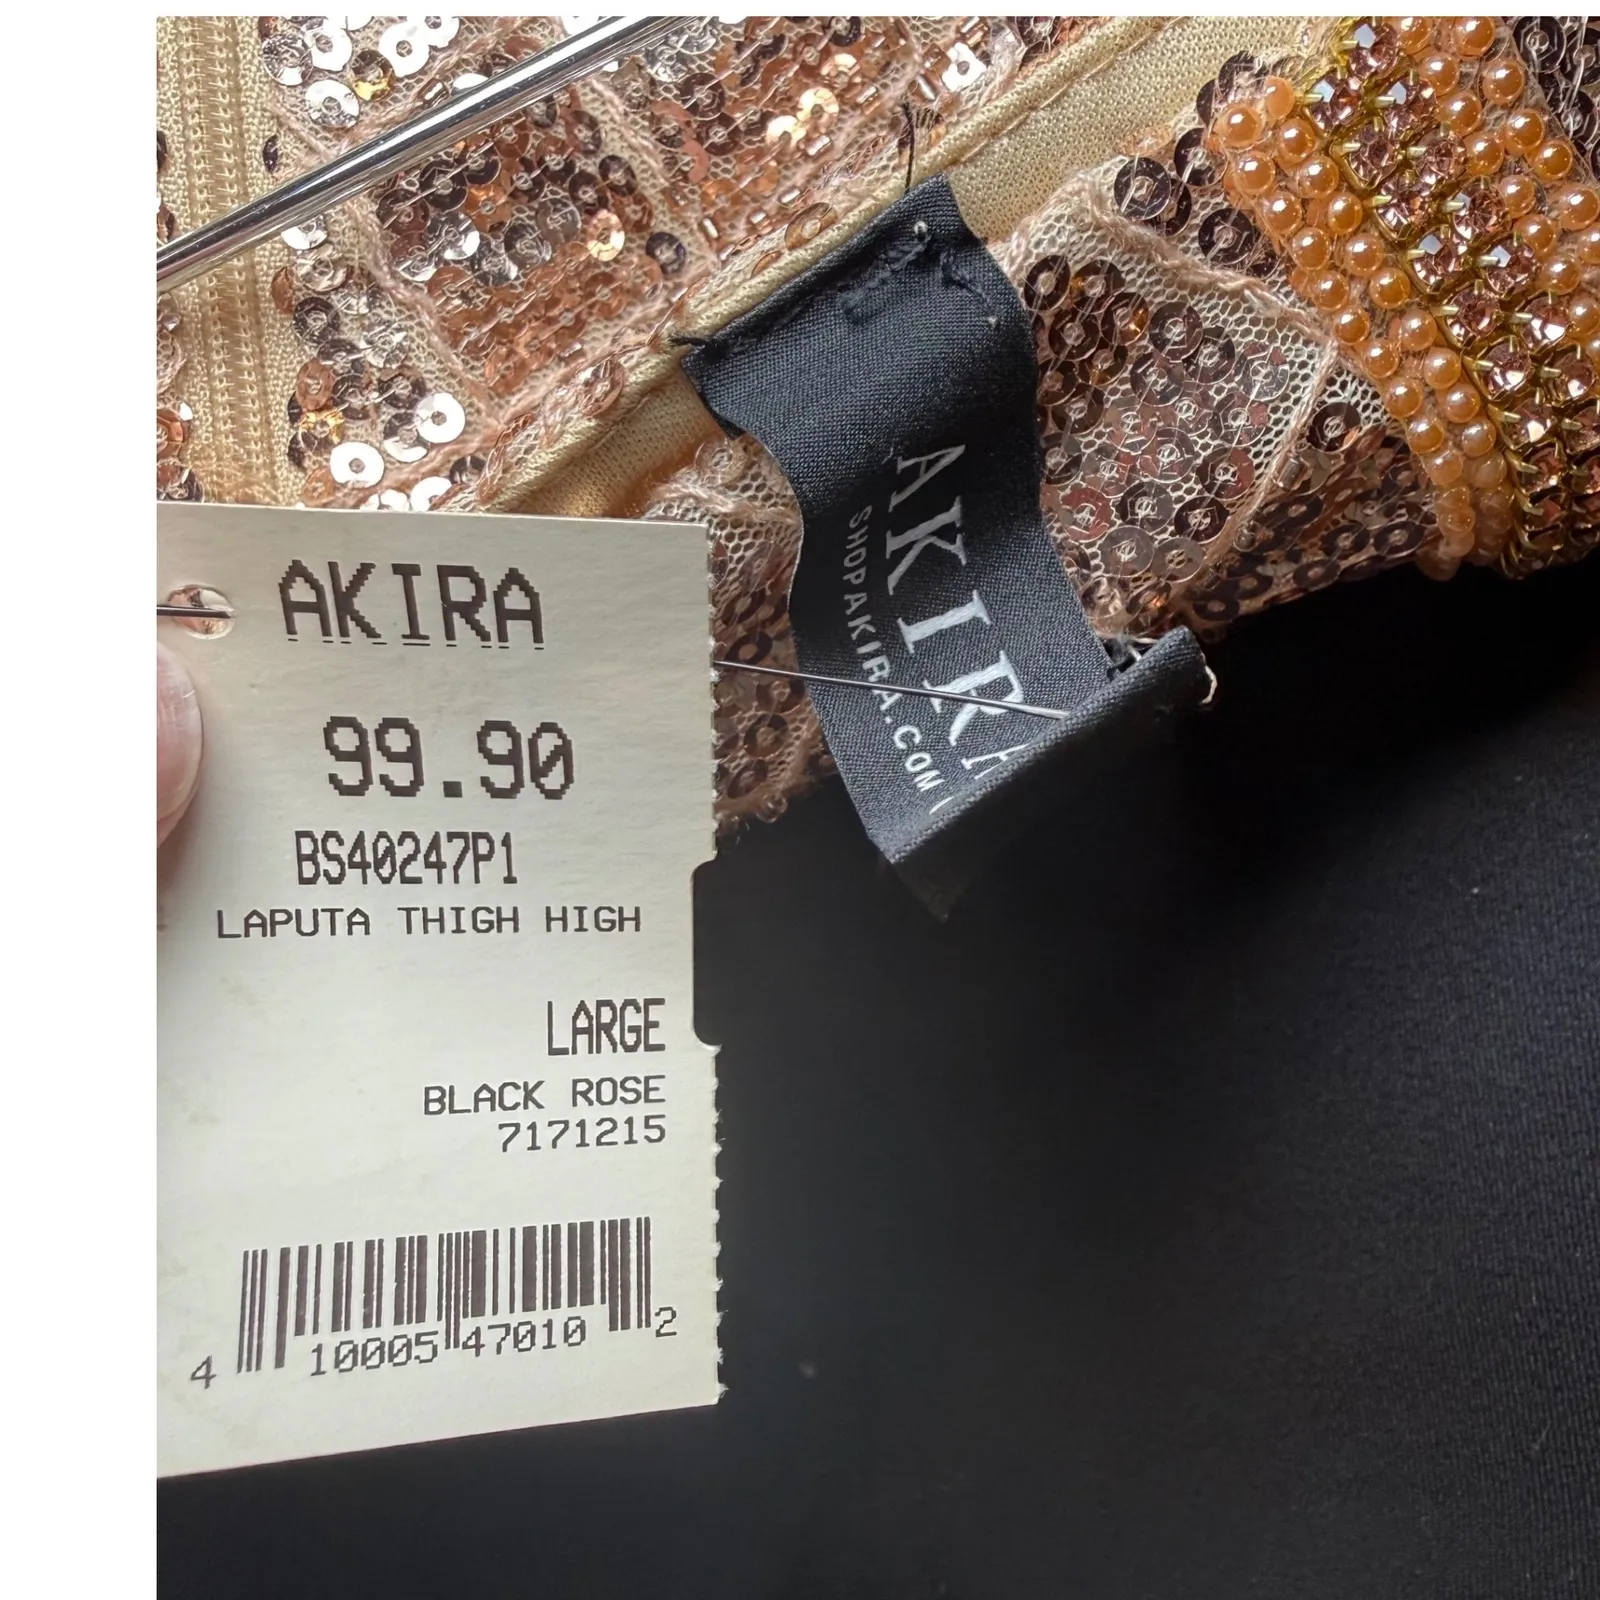 AKIRA
99.90
BS40247P1
LAPUTA THIGH HIGH
LARGE
BLACK ROSE
7171215
4 10005 47010 2
AKIRA
SHOPAKIRA.COM